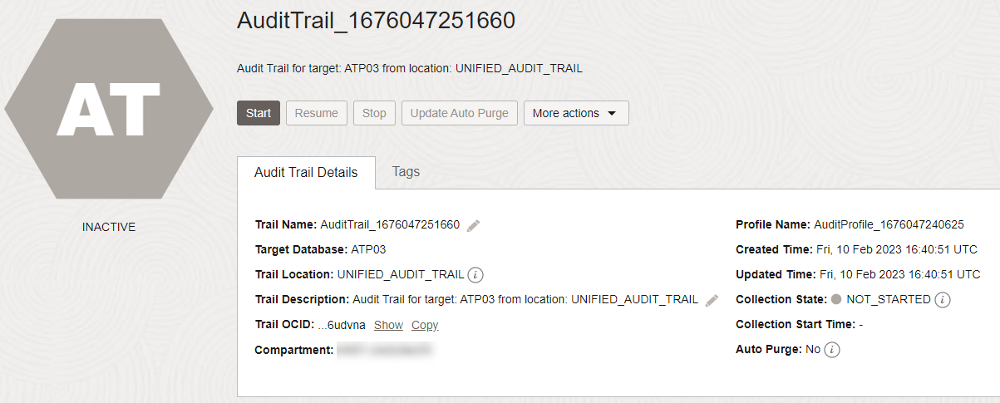 AuditTrail_1676047251660
AT
Audit Trail for target: ATP03 from location: UNIFIED_AUDIT_TRAIL
Start Resume Stop Update Auto Purge More actions
Audit Trail Details Tags
INACTIVE
Trail Name: AuditTrail_1676047251660
Target Database: ATP03
Trail Location: UNIFIED_AUDIT_TRAIL i
Trail Description: Audit Trail for target: ATP03 from location: UNIFIED_AUDIT_TRAIL
Trail OCID: ...6udvna Show Copy
Compartment:
Profile Name: AuditProfile_1676047240625
Created Time: Fri, 10 Feb 2023 16:40:51 UTC
Updated Time: Fri, 10 Feb 2023 16:40:51 UTC
Collection State: NOT_STARTED i
Collection Start Time: -
Auto Purge: No i